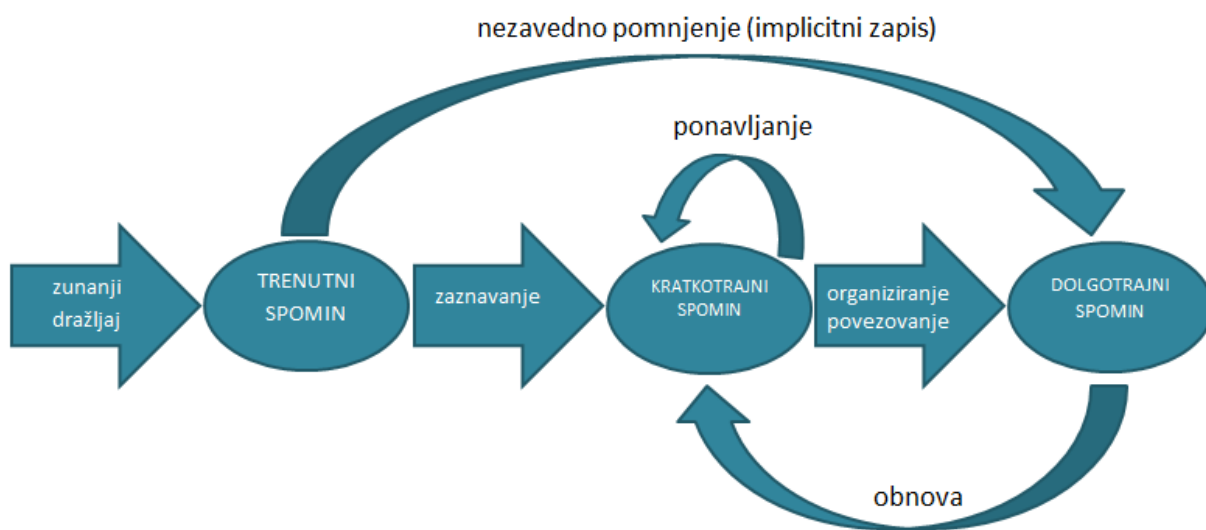 nezavedno pomnjenje (implicitni zapis)
ponavljanje
zunanji
dražljaj
TRENUTNI
SPOMIN
zaznavanje
KRATKOTRAJNI
SPOMIN
organiziranje
povezovanje
DOLGOTRAJNI
SPOMIN
obnova